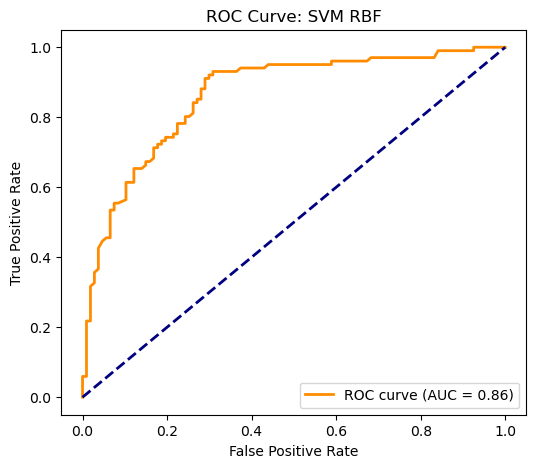 ROC Curve: SVM RBF
1.0
0.8
0.6
0.4
0.2
0.0
True Positive Rate
ROC curve (AUC = 0.86)
0.0 0.2 0.4 0.6 0.8 1.0
False Positive Rate